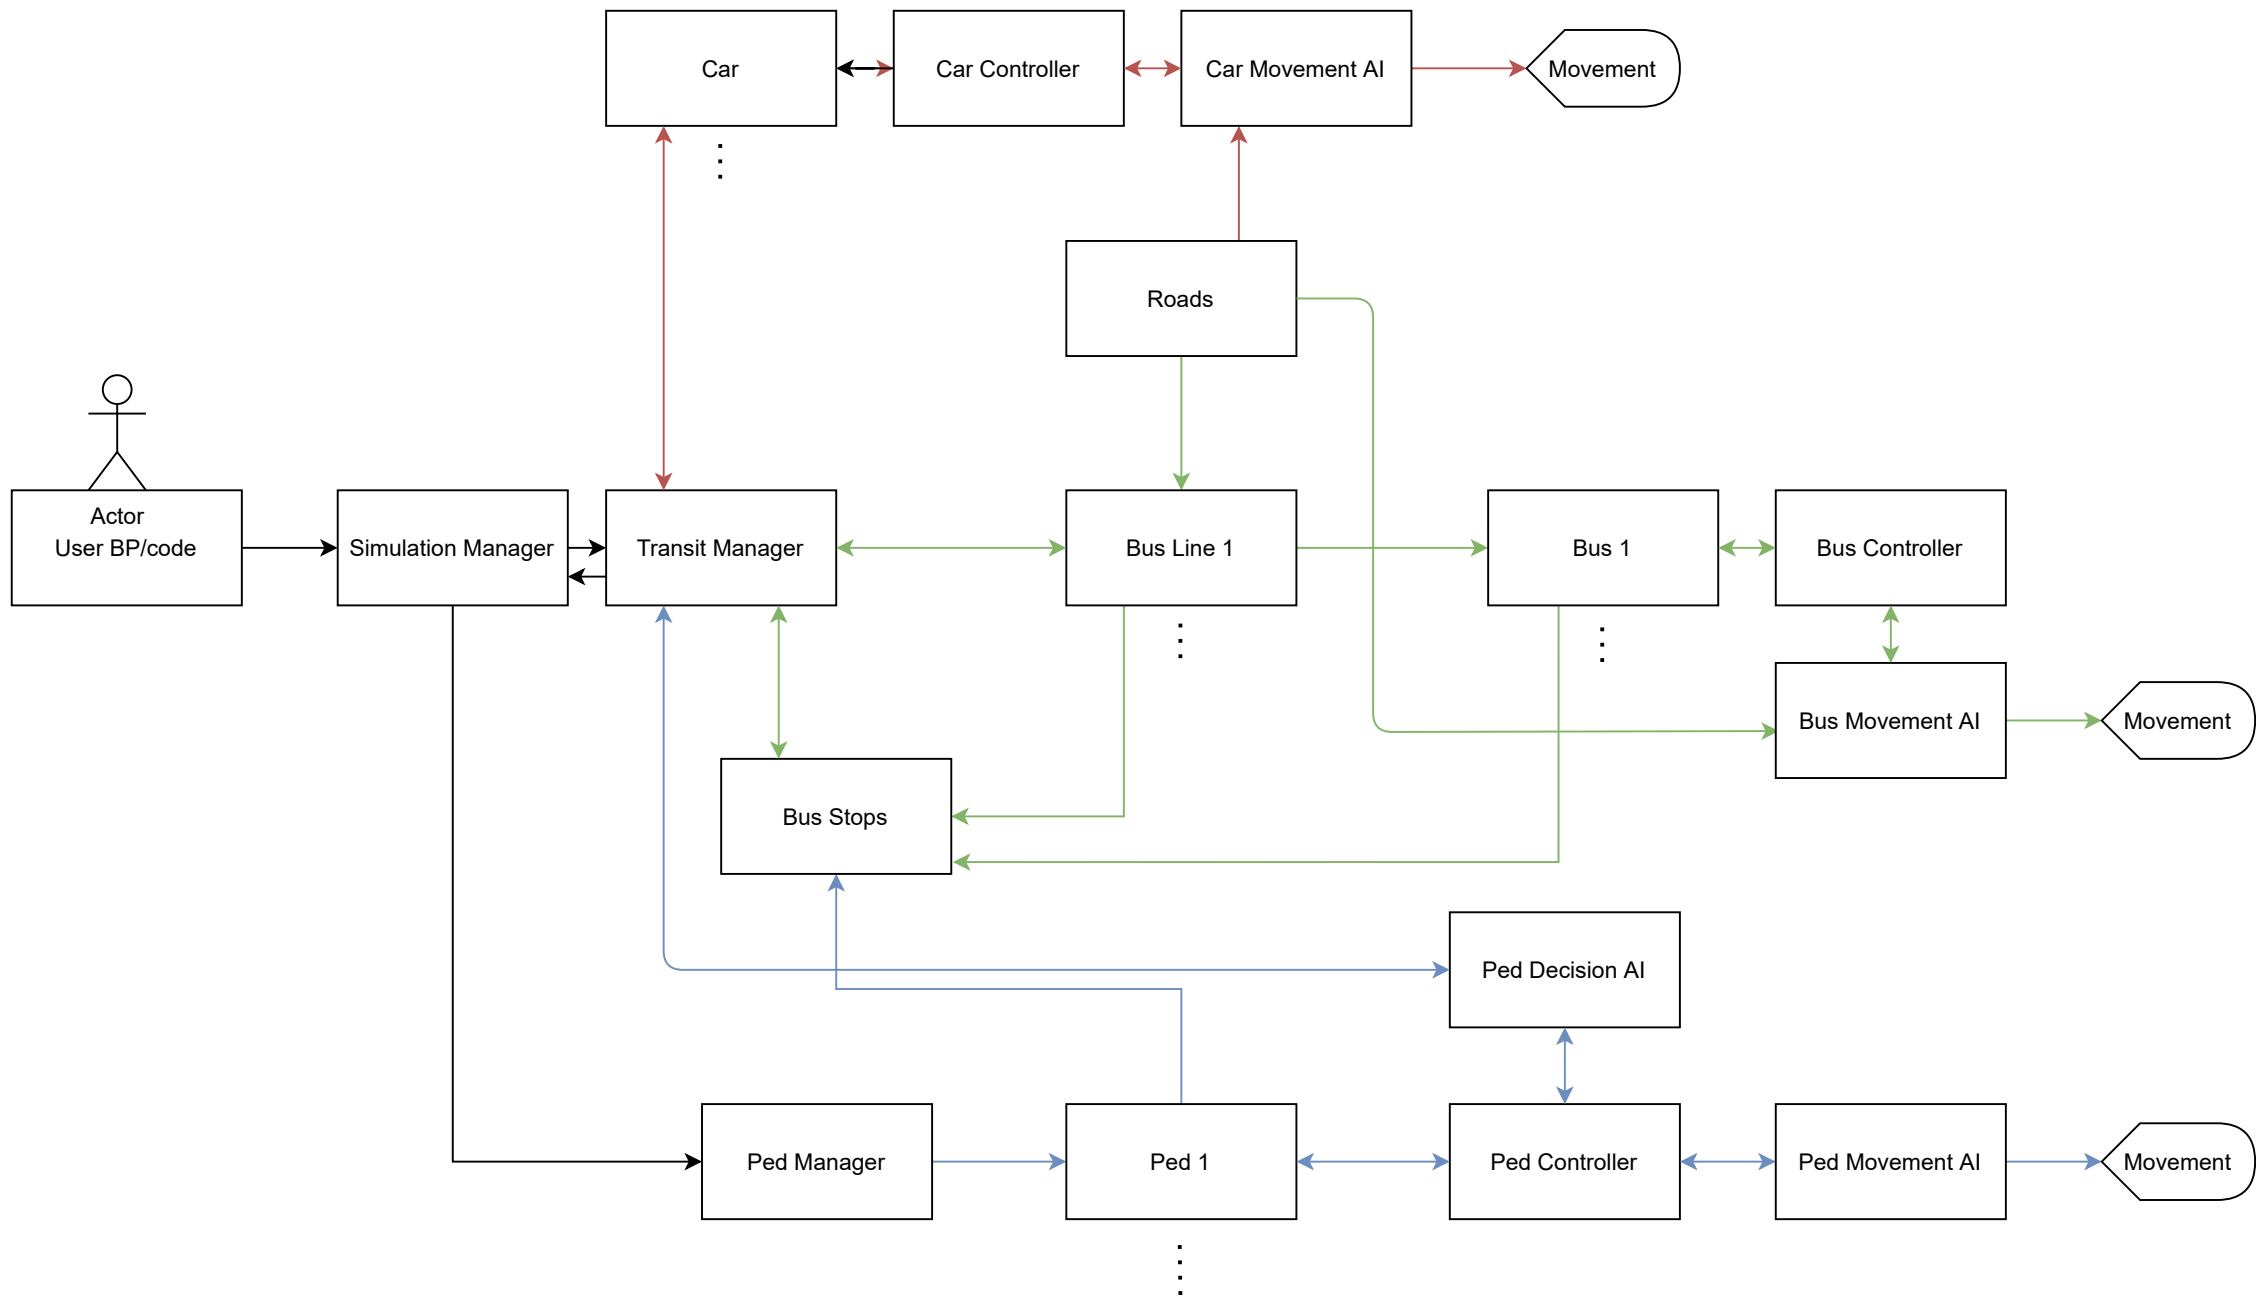 Car
Car Controller
Car Movement AI
Movement
Roads
Actor
User BP/code
Simulation Manager
Transit Manager
Bus Line 1
Bus 1
Bus Controller
Bus Movement AI
Movement
Bus Stops
Ped Decision AI
Ped Manager
Ped 1
Ped Controller
Ped Movement AI
Movement